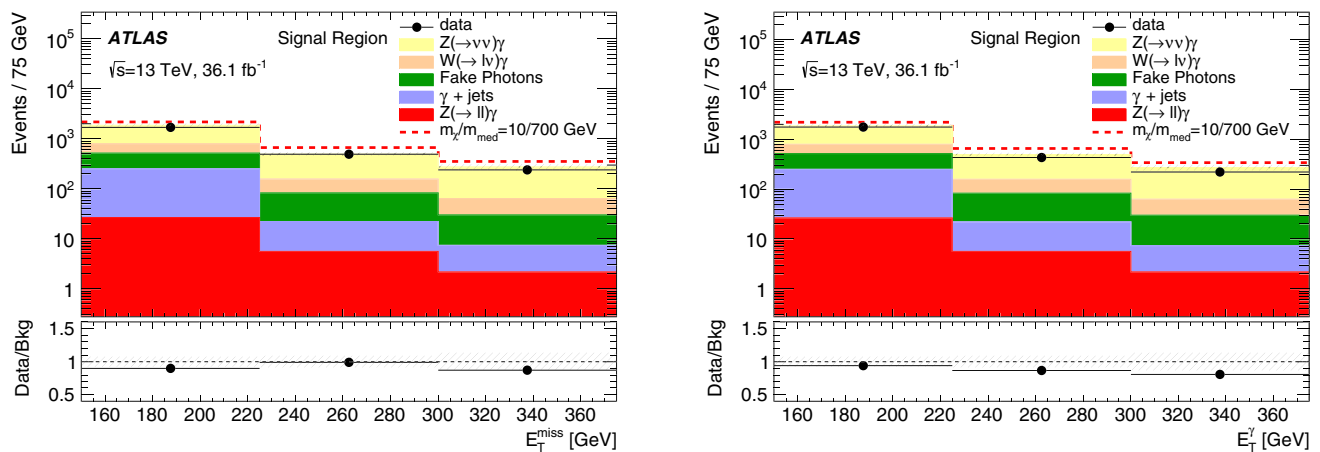 ATLAS
Signal Region
√s=13 TeV, 36.1 fb⁻¹
data
Z(→νν)γ
W(→ lν)γ
Fake Photons
γ + jets
Z(→ ll)γ
mχ/mmed=10/700 GeV
Events / 75 GeV
10⁵
10⁴
10³
10²
10
1
Data/Bkg
1.5
1
0.5
160 180 200 220 240 260 280 300 320 340 360
E_T^miss [GeV]
ATLAS
Signal Region
√s=13 TeV, 36.1 fb⁻¹
data
Z(→νν)γ
W(→ lν)γ
Fake Photons
γ + jets
Z(→ ll)γ
mχ/mmed=10/700 GeV
Events / 75 GeV
10⁵
10⁴
10³
10²
10
1
Data/Bkg
1.5
1
0.5
160 180 200 220 240 260 280 300 320 340 360
E_T^γ [GeV]